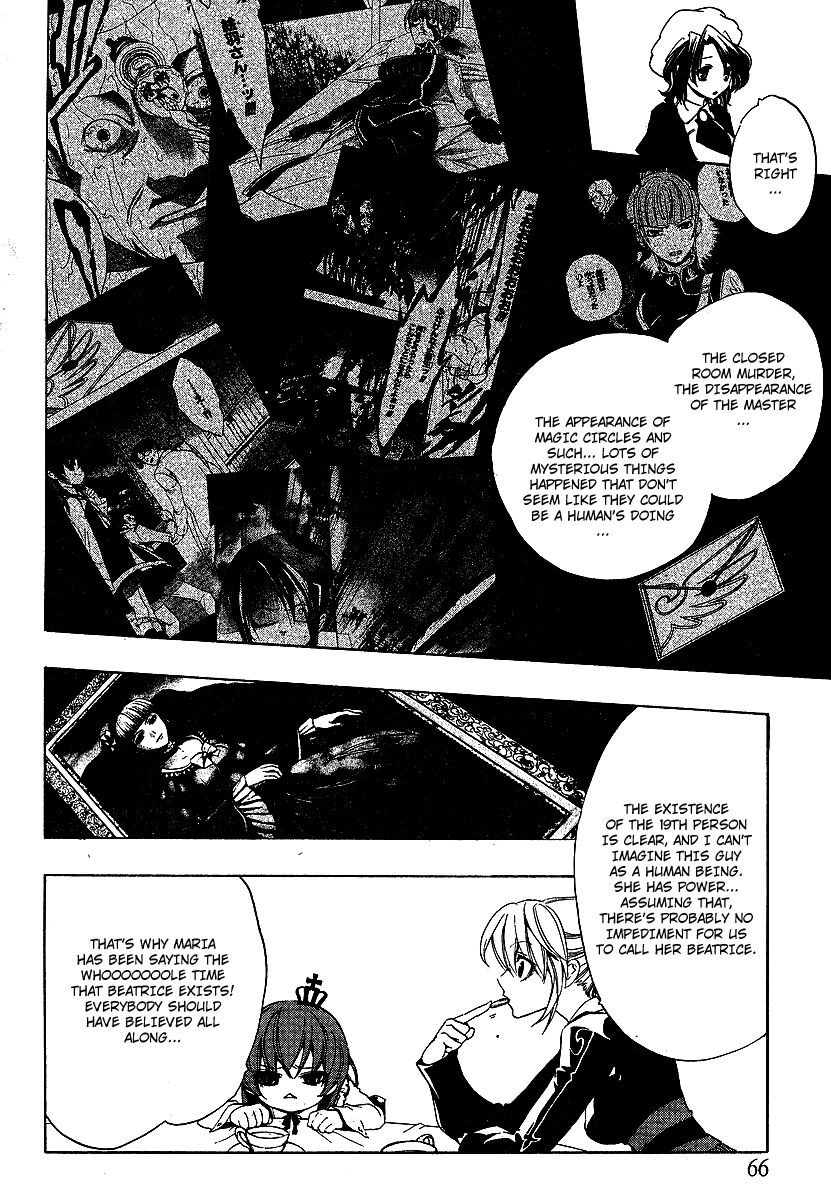 THAT'S
RIGHT
...
THE CLOSED
ROOM MURDER,
THE DISAPPEARANCE
OF THE MASTER
...
THE APPEARANCE OF
MAGIC CIRCLES AND
SUCH... LOTS OF
MYSTERIOUS THINGS
HAPPENED THAT DON'T
SEEM LIKE THEY COULD
BE A HUMAN'S DOING
...
THE EXISTENCE
OF THE 19TH PERSON
IS CLEAR, AND I CAN'T
IMAGINE THIS GUY
AS A HUMAN BEING.
SHE HAS POWER...
ASSUMING THAT,
THERE'S PROBABLY NO
IMPEDIMENT FOR US
TO CALL HER BEATRICE.
THAT'S WHY MARIA
HAS BEEN SAYING THE
WHOOOOOOOLE TIME
THAT BEATRICE EXISTS!
EVERYBODY SHOULD
HAVE BELIEVED ALL
ALONG...
66